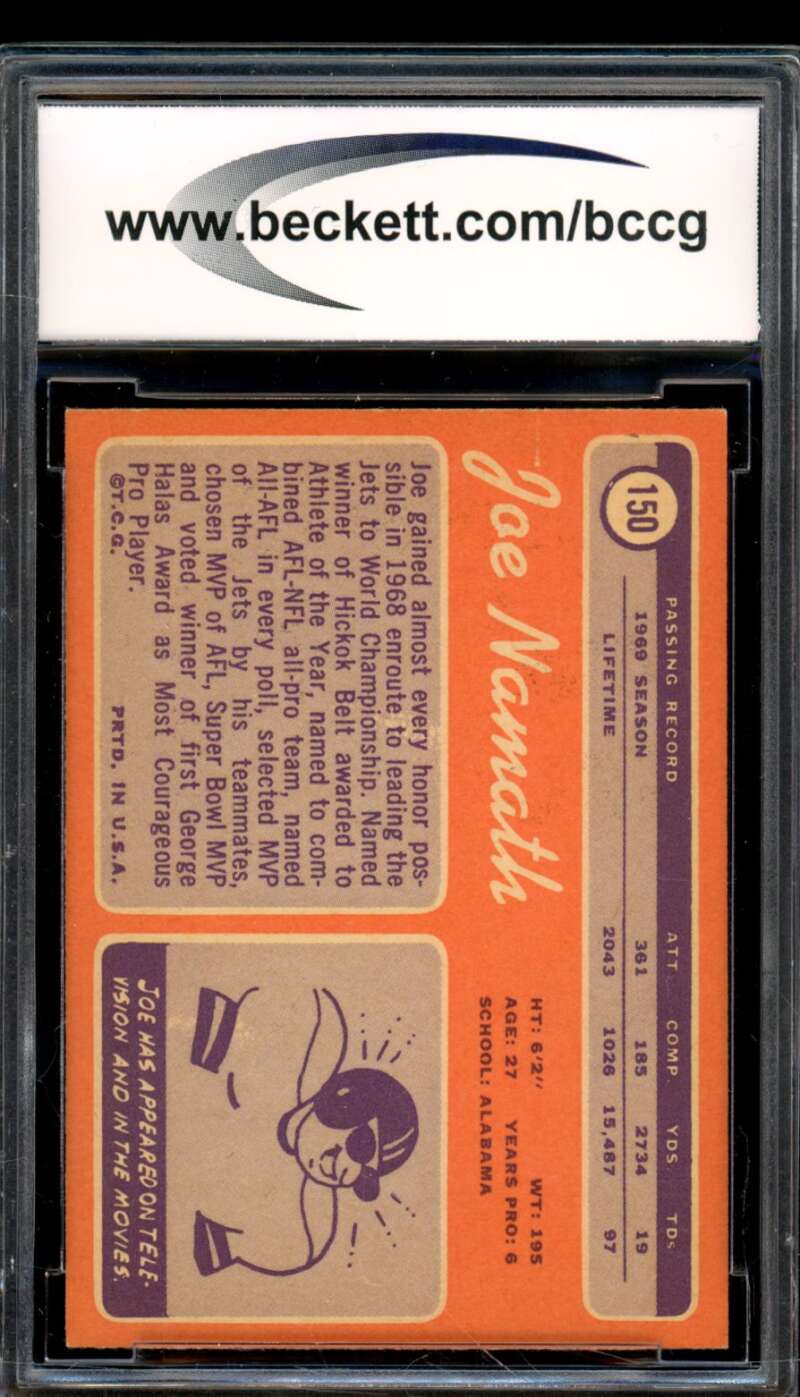 www.beckett.com/bccg
150
PASSING RECORD ATT COMP. YDS TDs
1969 SEASON 361 185 2734 19
LIFETIME 2043 1026 15,487 97
Joe Namath
HT: 6'2" WT: 195
AGE: 27 YEARS PRO: 6
SCHOOL: ALABAMA
Joe gained almost every honor pos-
sible in 1968 enroute to leading the
Jets to World Championship. Named
winner of Hickok Belt awarded to
Athlete of the Year, named to com-
bined AFL-NFL all-pro team, named
All-AFL in every poll, selected MVP
of the Jets by his teammates,
chosen MVP of AFL, Super Bowl MVP
and voted winner of first George
Halas Award as Most Courageous
Pro Player.
©T.C.G. PRTD. IN U.S.A.
JOE HAS APPEARED ON TELE-
VISION AND IN THE MOVIES.